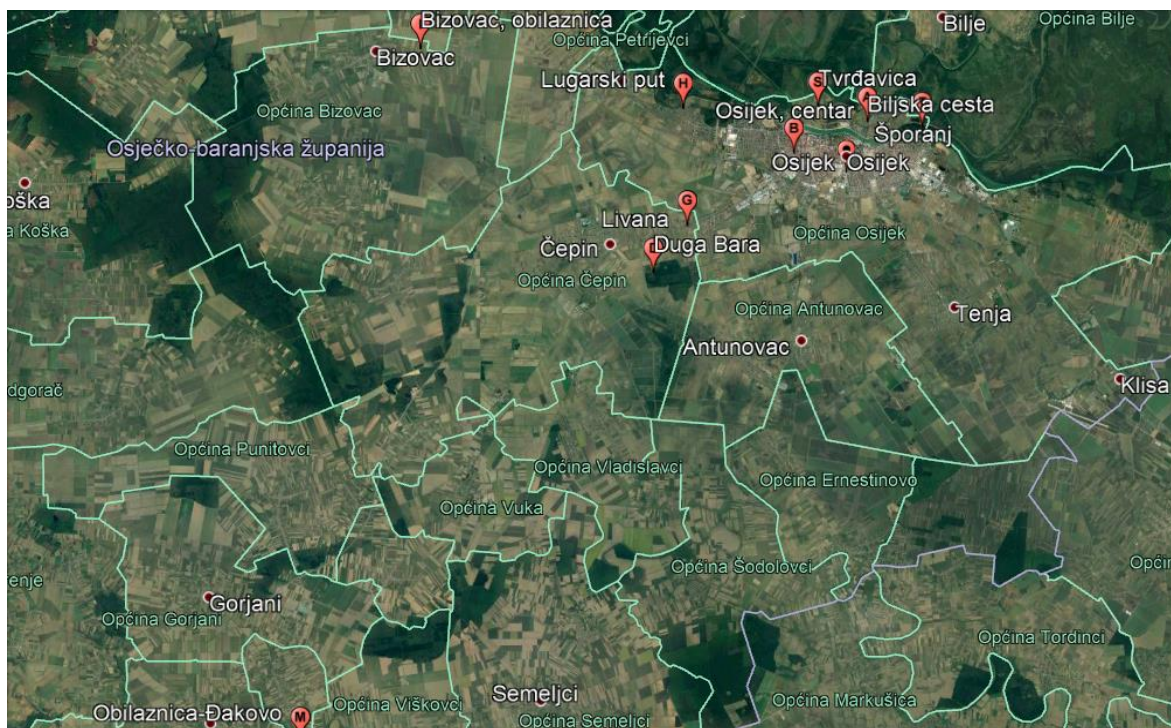 Bizovac, obilaznica
Bilje
Općina Bilje
Općina Petrijevci
Bizovac
Lugarski put
H
S
Tvrđavica
Općina Bizovac
Osijek, centar
Biljska cesta
B
Šporanj
Osječko-baranjska županija
Osijek
Osijek
oška
G
a Koška
Livana
Općina Osijek
Čepin
Duga Bara
Općina Čepin
Općina Antunovac
Tenja
Antunovac
Klisa
dgorač
Općina Punitovci
Općina Vladislavci
Općina Ernestinovo
Općina Vuka
Općin
Općina Šodolovci
enje
Gorjani
Općina Gorjani
Općina Tordinci
Semeljci
Općina Markušica
Općina Viškovci
Obilaznica-Đakovo
M
Općina Semeljci